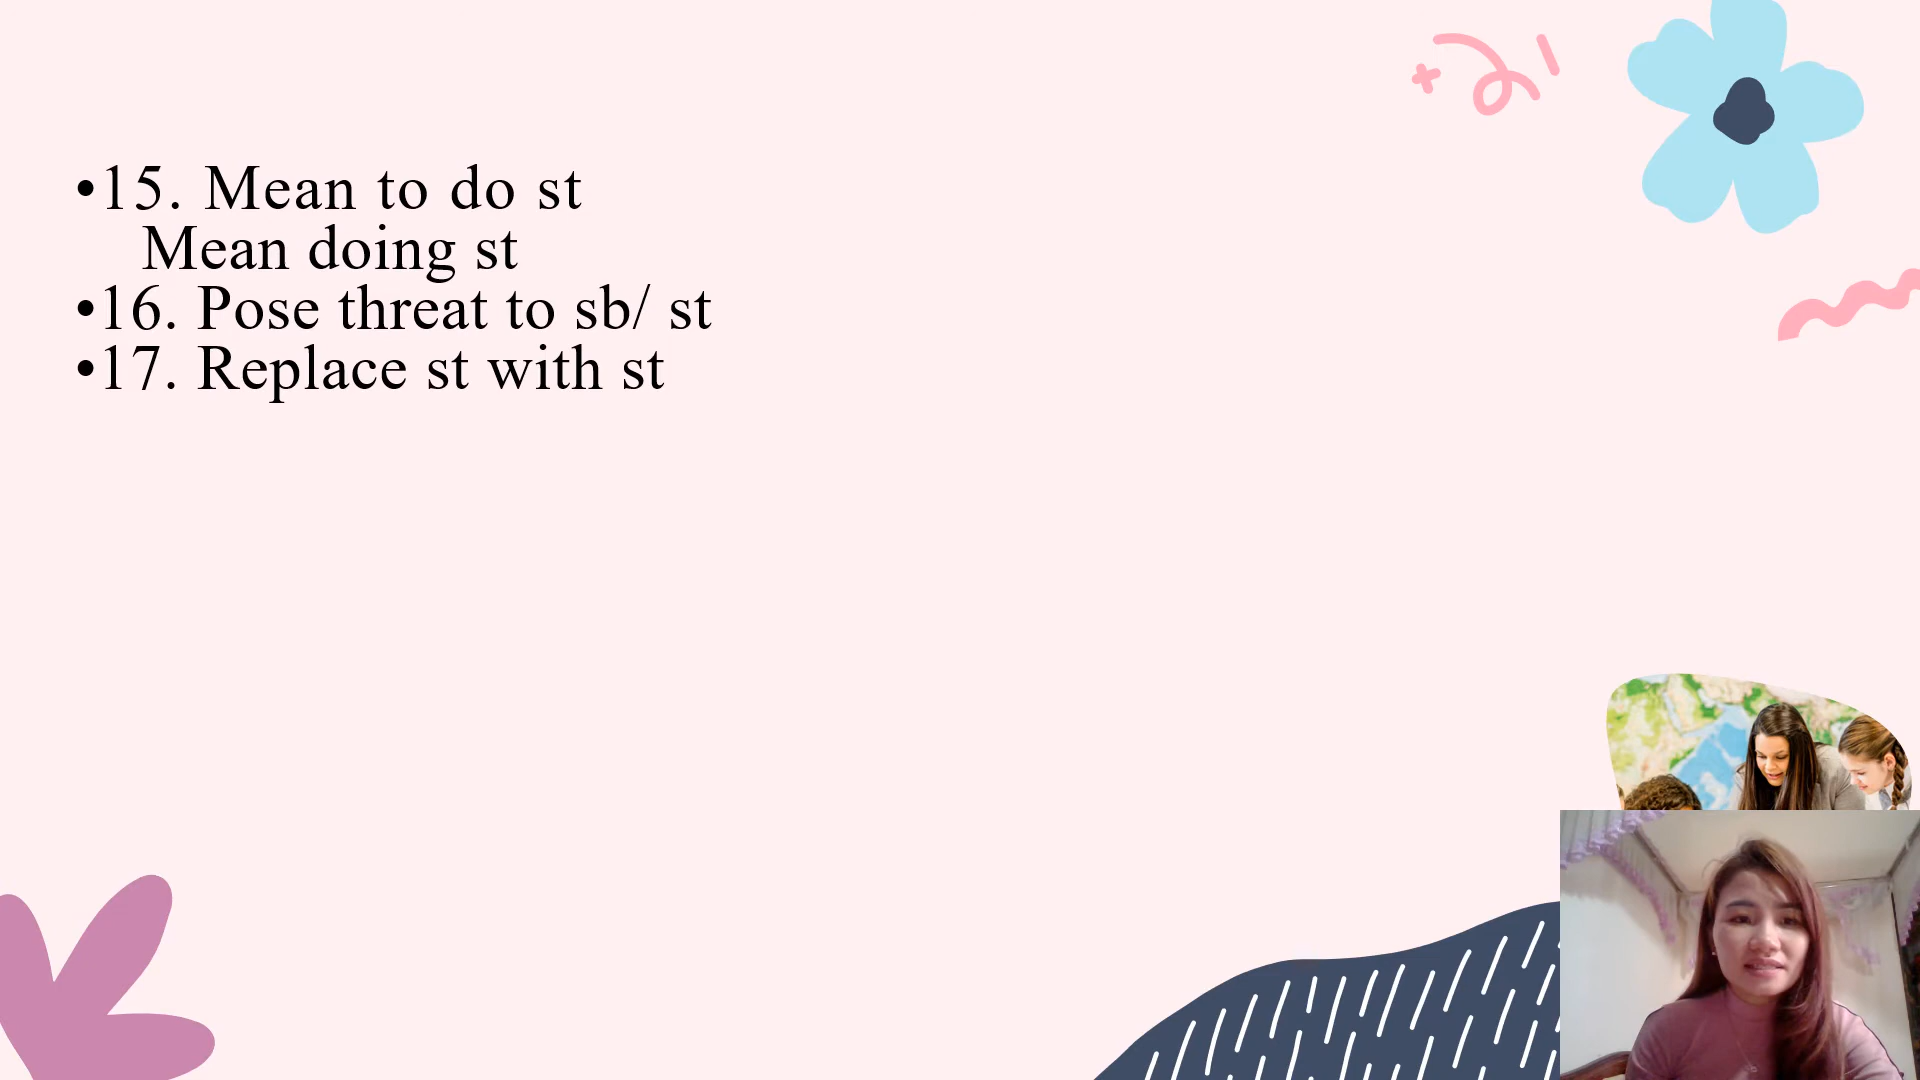 •15. Mean to do st
Mean doing st
•16. Pose threat to sb/ st
•17. Replace st with st